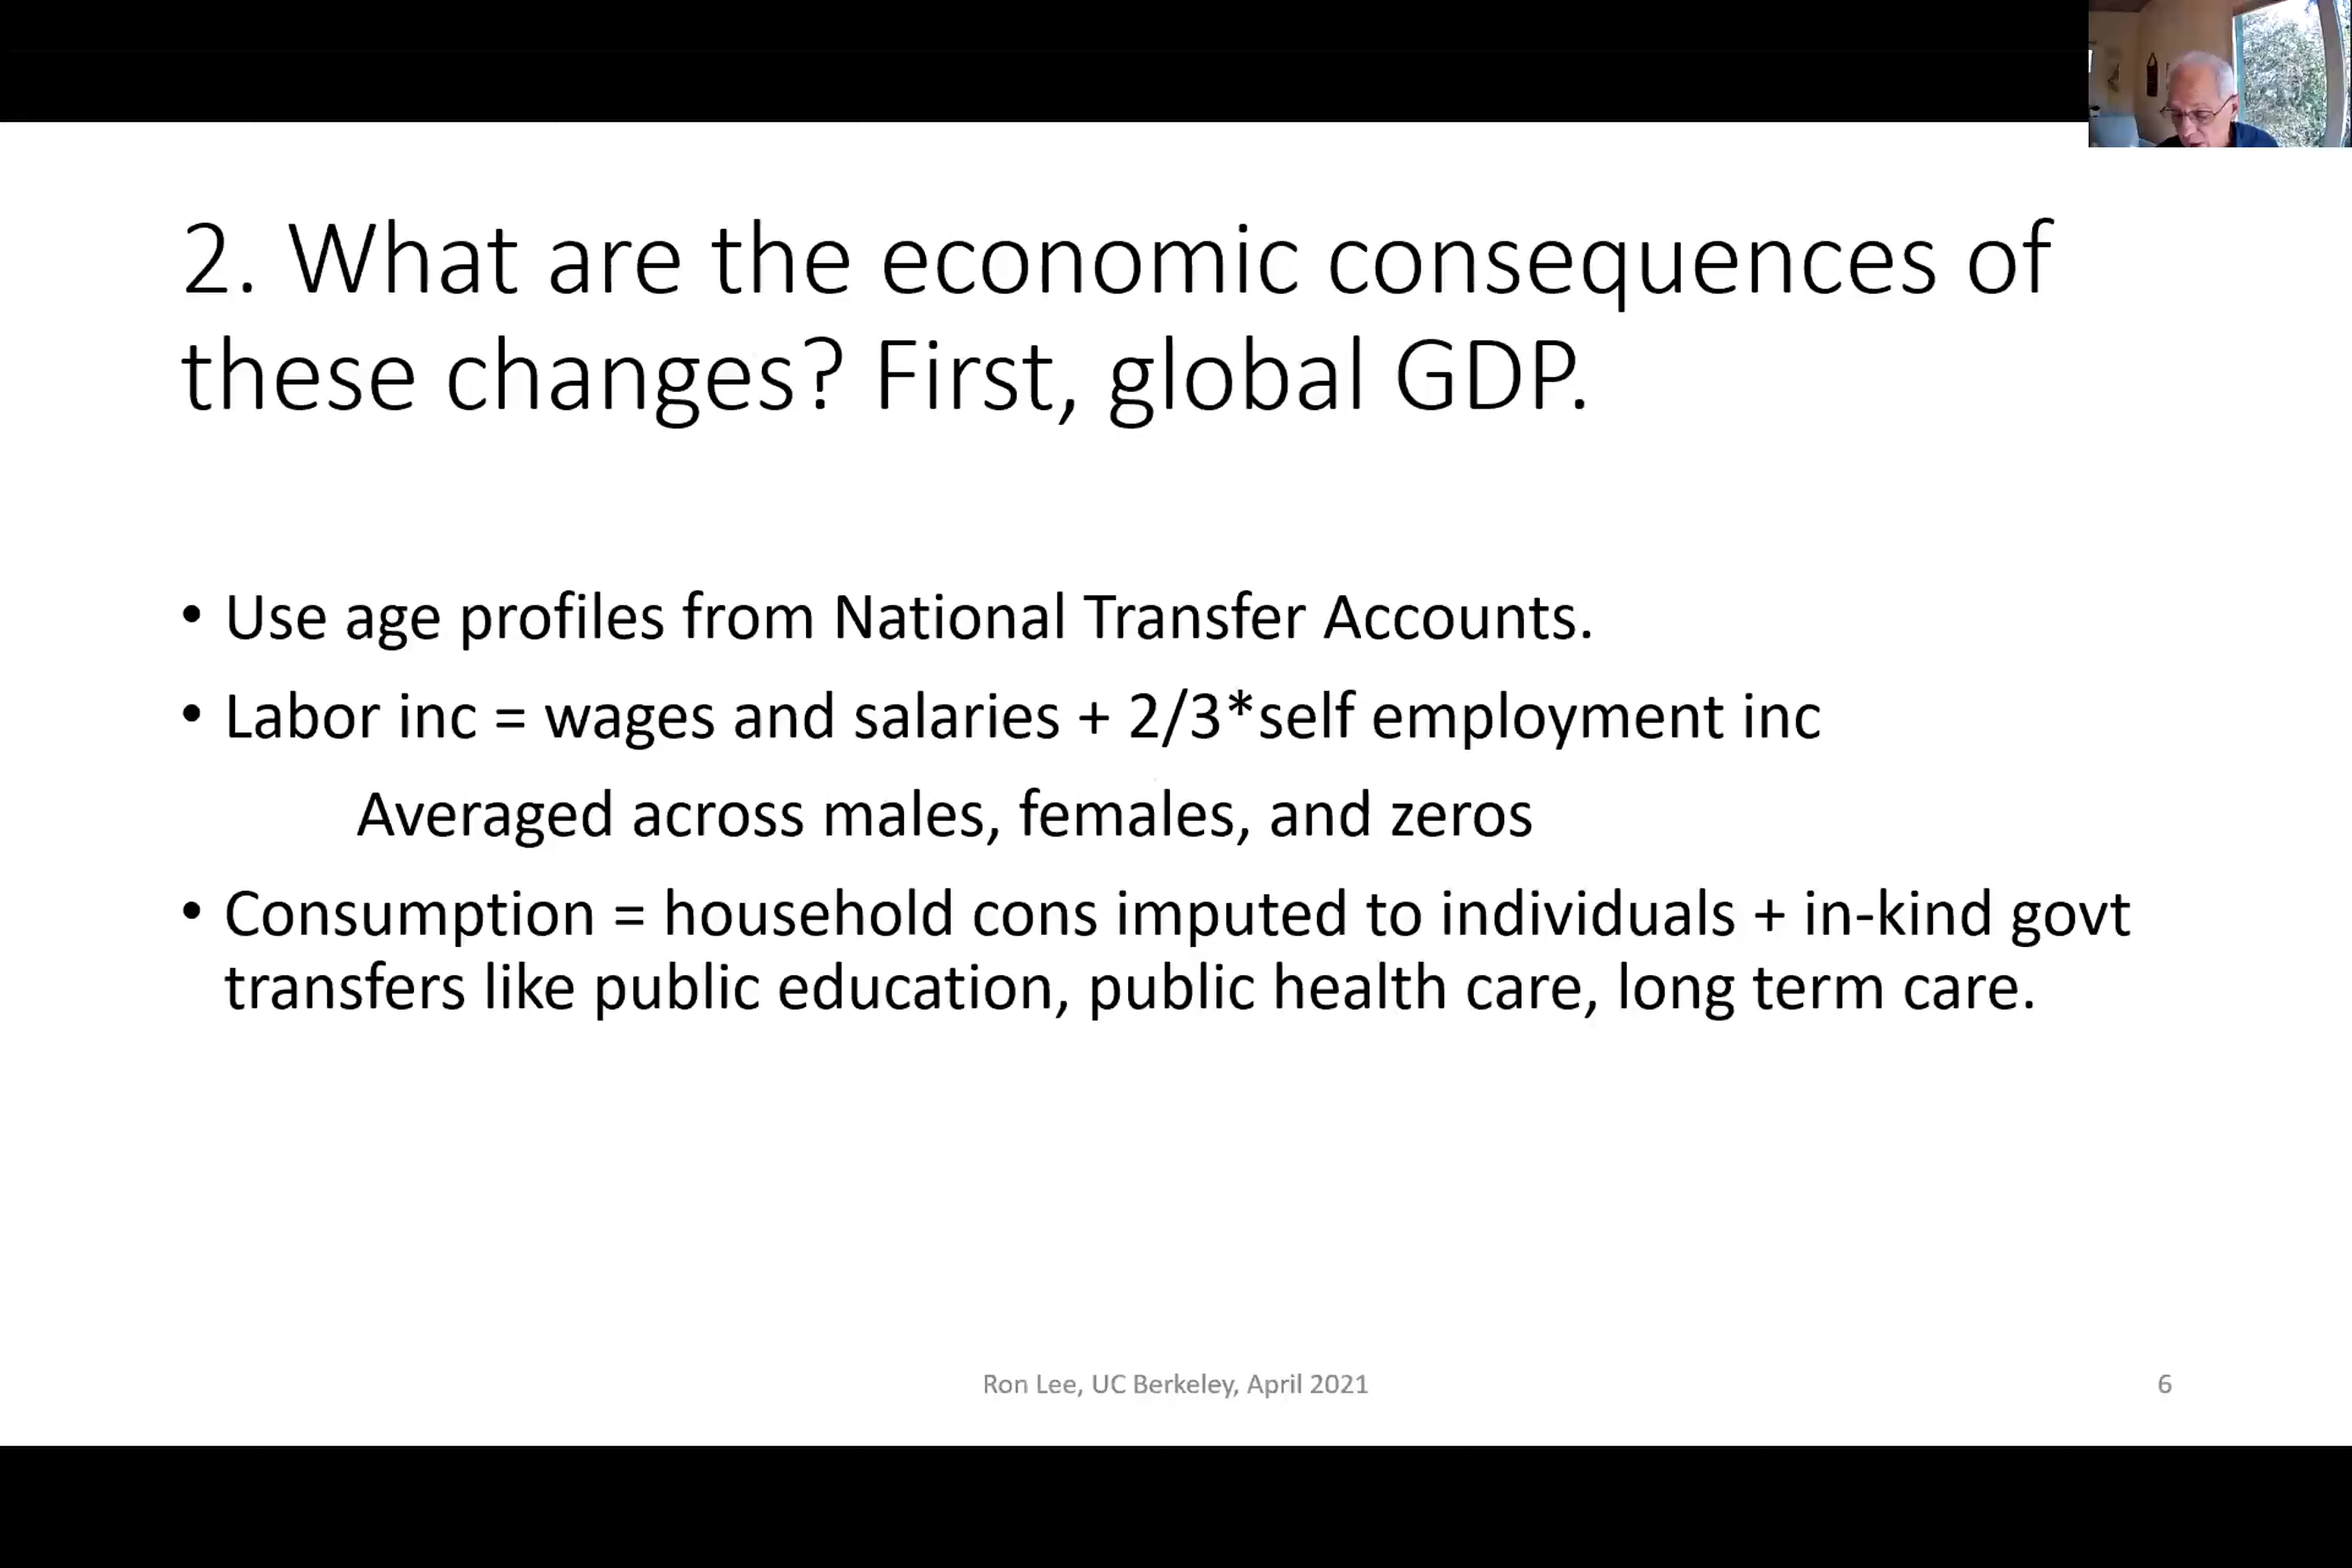 2. What are the economic consequences of
these changes? First, global GDP.
• Use age profiles from National Transfer Accounts.
• Labor inc = wages and salaries + 2/3*self employment inc
Averaged across males, females, and zeros
• Consumption = household cons imputed to individuals + in-kind govt
transfers like public education, public health care, long term care.
Ron Lee, UC Berkeley, April 2021
6